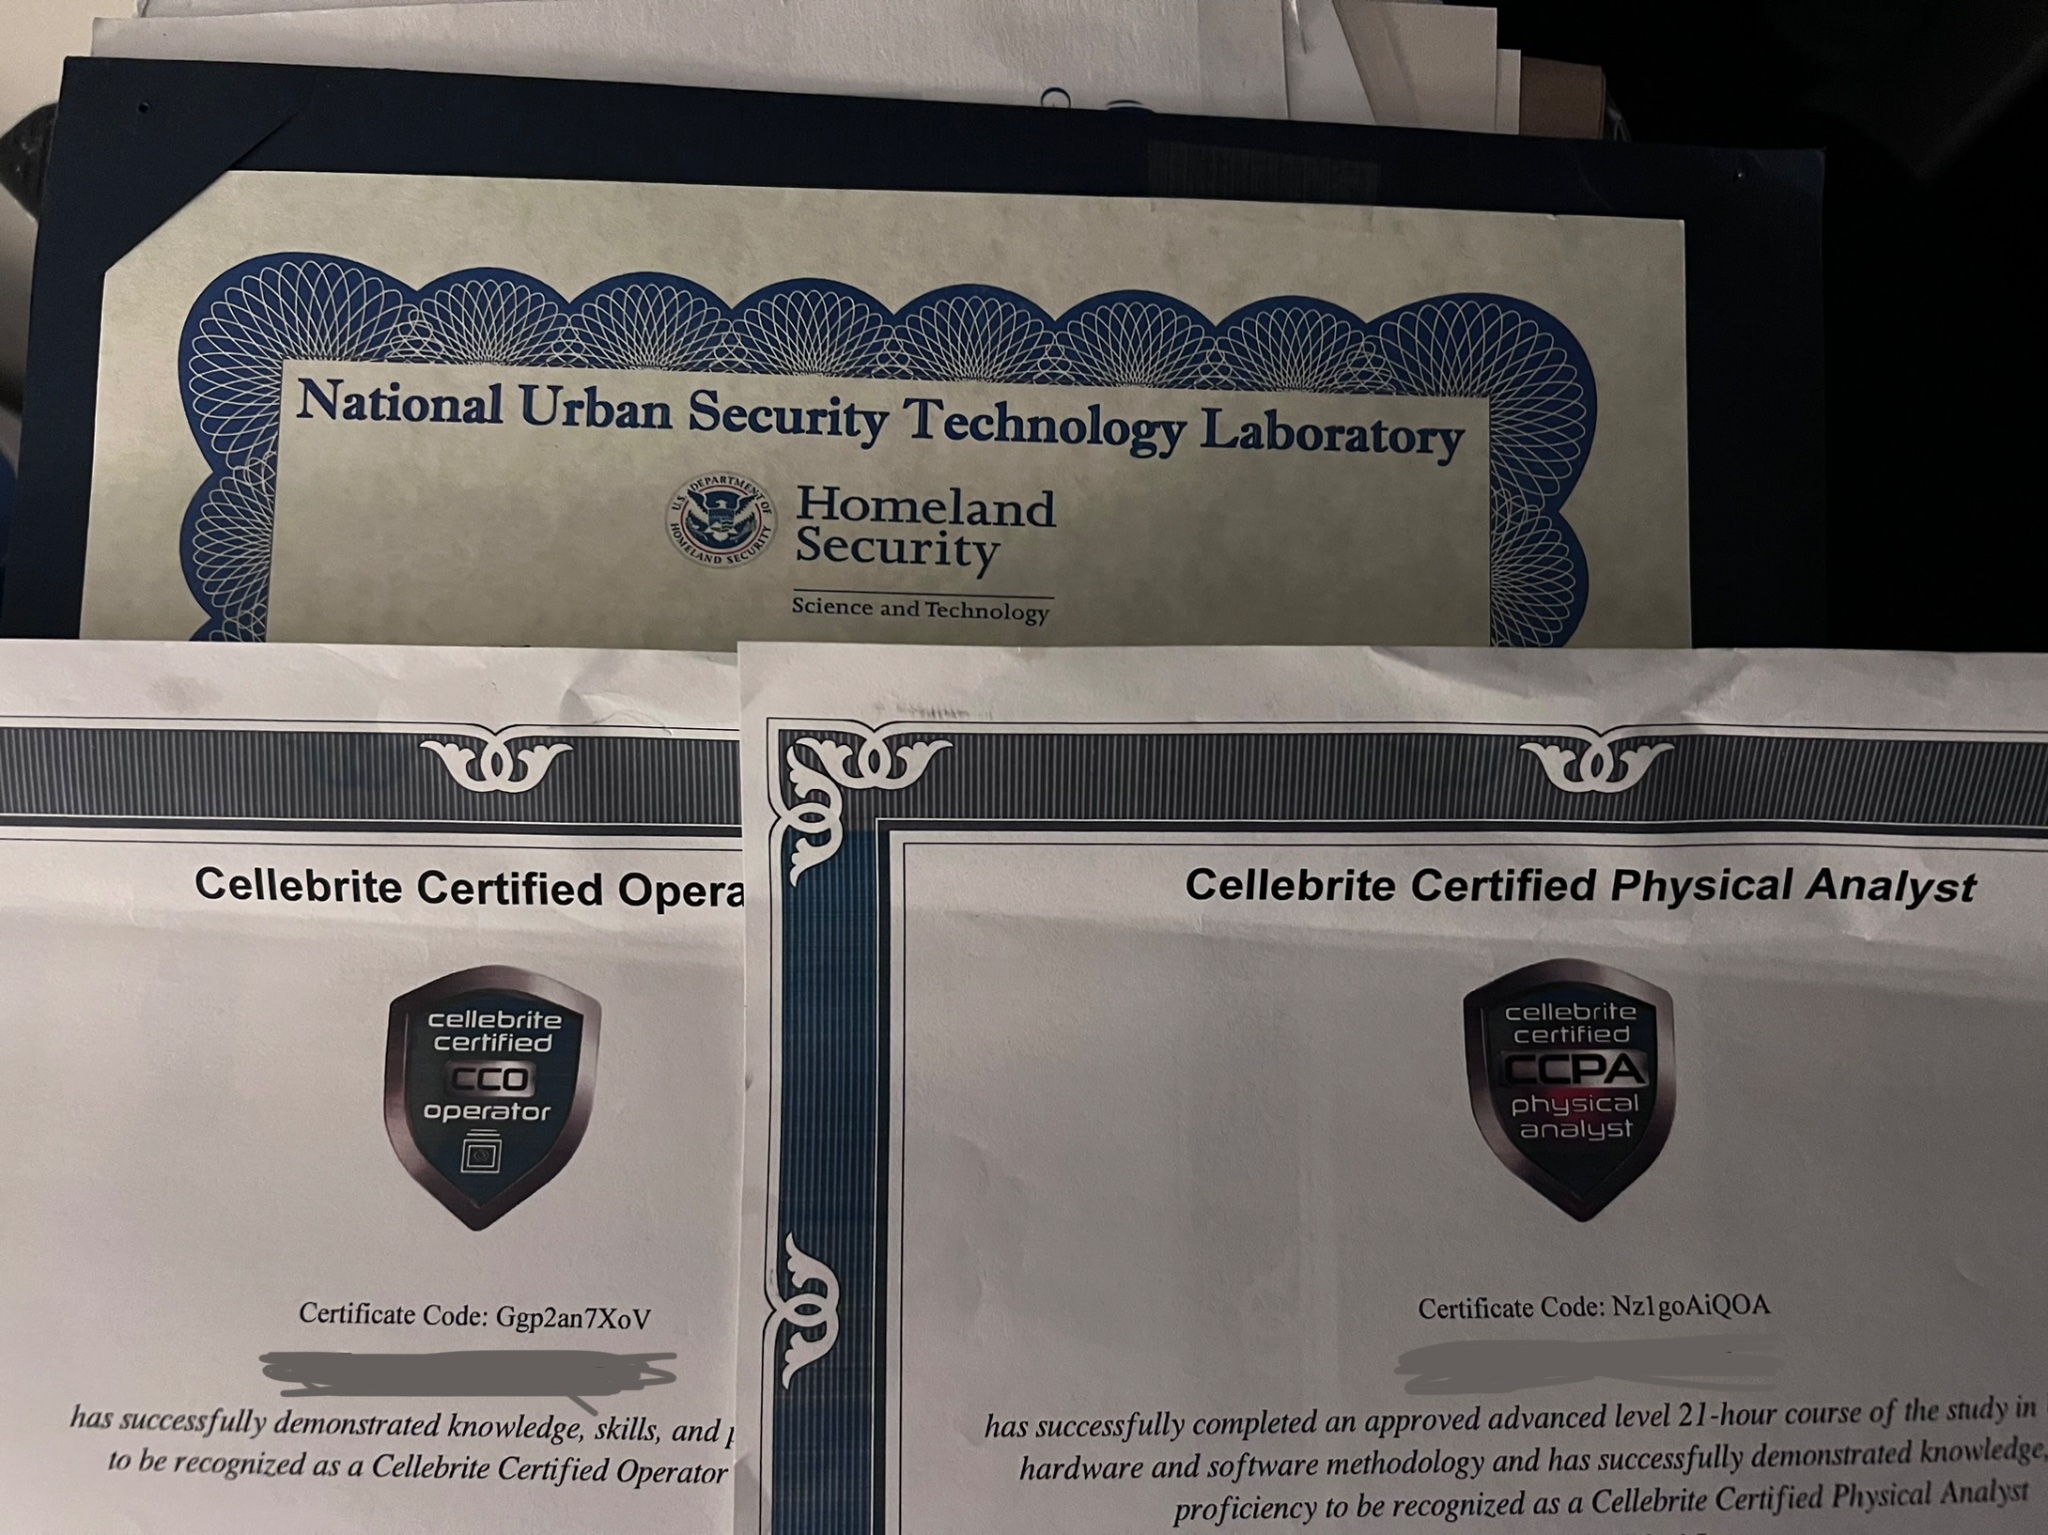 National Urban Security Technology Laboratory
U.S. DEPARTMENT OF HOMELAND SECURITY
Homeland
Security
Science and Technology
Cellebrite Certified Opera
cellebrite
certified
CCO
operator
Certificate Code: Ggp2an7XoV
has successfully demonstrated knowledge, skills, and p
to be recognized as a Cellebrite Certified Operator
Cellebrite Certified Physical Analyst
cellebrite
certified
CCPA
physical
analyst
Certificate Code: Nz1goAiQOA
has successfully completed an approved advanced level 21-hour course of the study in
hardware and software methodology and has successfully demonstrated knowledge,
proficiency to be recognized as a Cellebrite Certified Physical Analyst